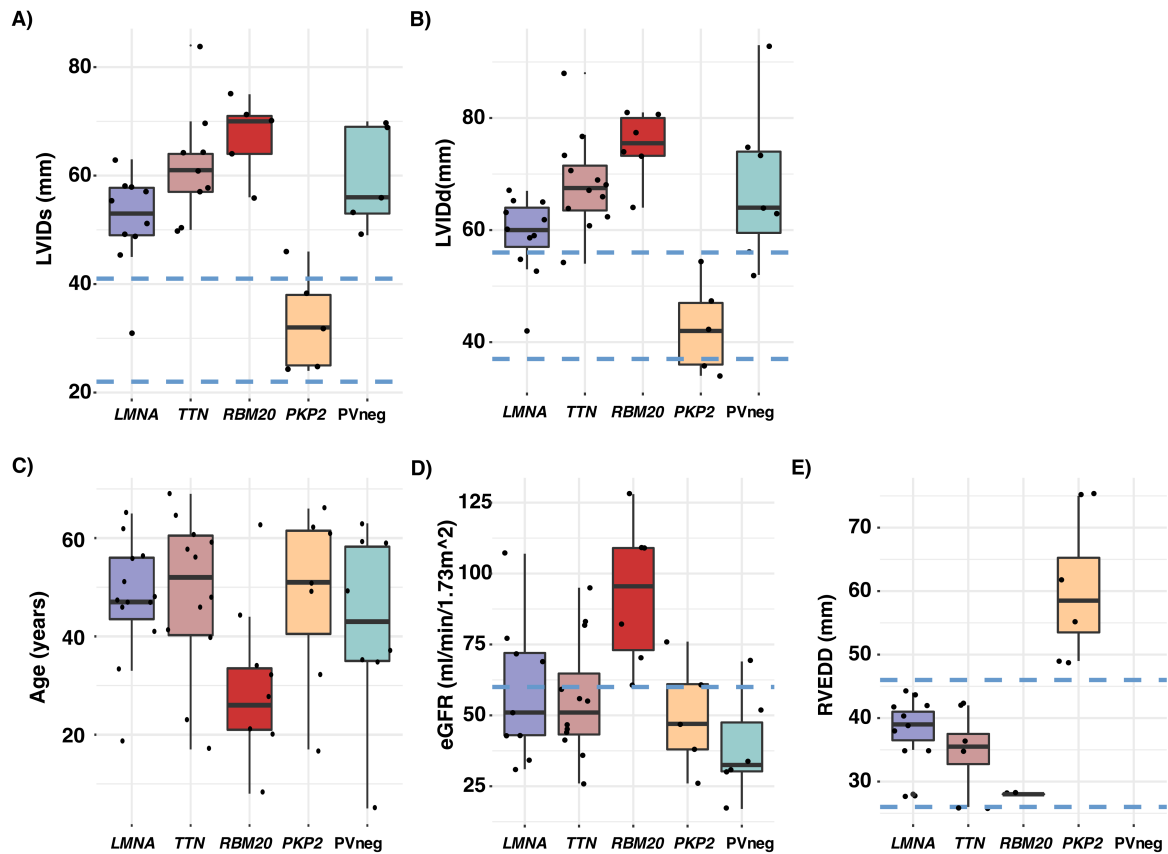 A)
LVIDs (mm)
80
60
40
20
LMNA TTN RBM20 PKP2 PVneg
B)
LVIDd(mm)
80
60
40
LMNA TTN RBM20 PKP2 PVneg
C)
Age (years)
60
40
20
LMNA TTN RBM20 PKP2 PVneg
D)
eGFR (ml/min/1.73m^2)
125
100
75
50
25
LMNA TTN RBM20 PKP2 PVneg
E)
RVEDD (mm)
70
60
50
40
30
LMNA TTN RBM20 PKP2 PVneg